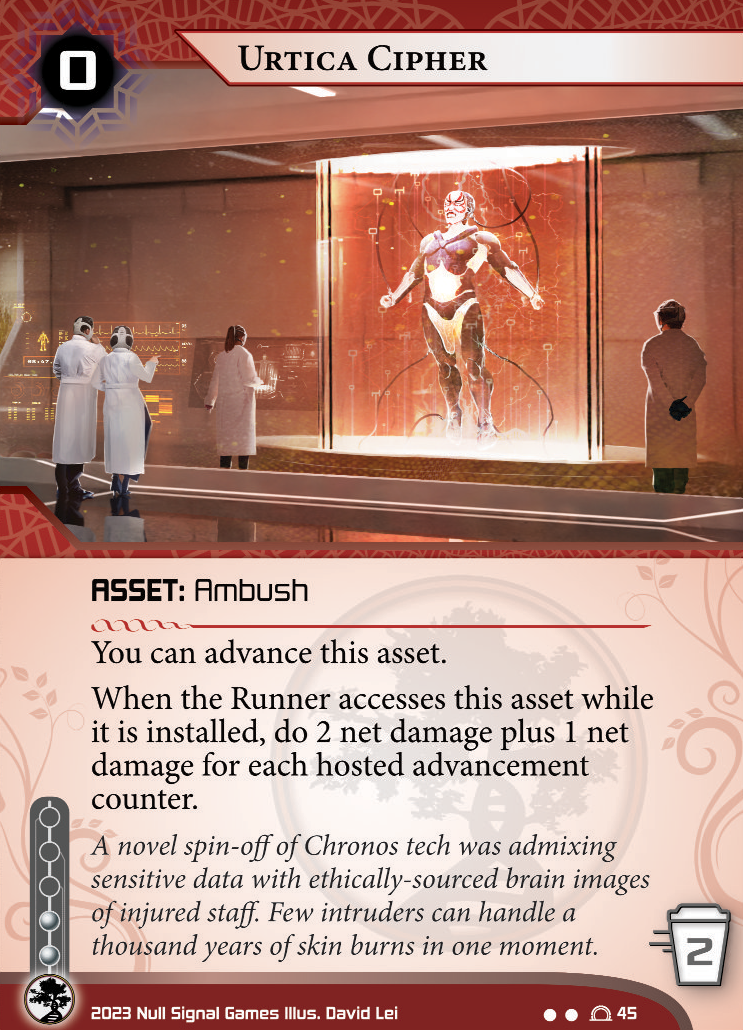 0
URTICA CIPHER
ASSET: Ambush
You can advance this asset.
When the Runner accesses this asset while
it is installed, do 2 net damage plus 1 net
damage for each hosted advancement
counter.
A novel spin-off of Chronos tech was admixing
sensitive data with ethically-sourced brain images
of injured staff. Few intruders can handle a
thousand years of skin burns in one moment.
2
2023 Null Signal Games Illus. David Lei
45